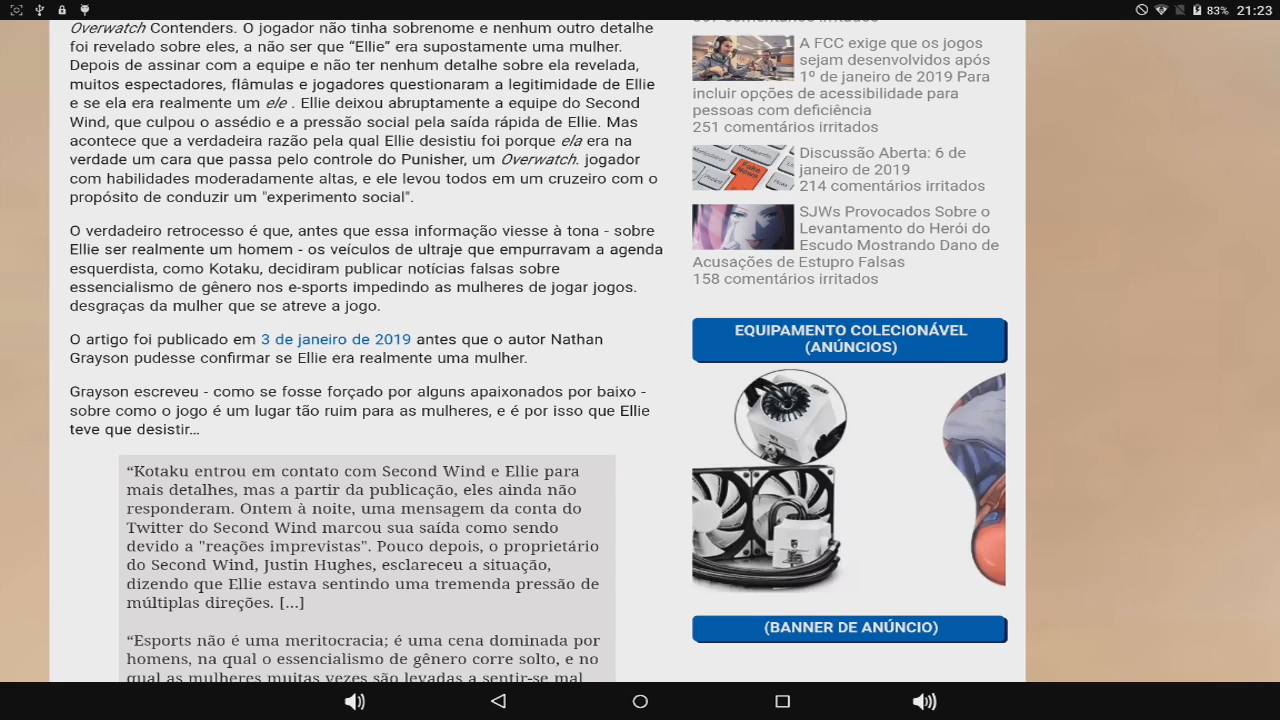 83% 21:23
Overwatch Contenders. O jogador não tinha sobrenome e nenhum outro detalhe
foi revelado sobre eles, a não ser que “Ellie” era supostamente uma mulher.
Depois de assinar com a equipe e não ter nenhum detalhe sobre ela revelada,
muitos espectadores, flâmulas e jogadores questionaram a legitimidade de Ellie
e se ela era realmente um ele . Ellie deixou abruptamente a equipe do Second
Wind, que culpou o assédio e a pressão social pela saída rápida de Ellie. Mas
acontece que a verdadeira razão pela qual Ellie desistiu foi porque ela era na
verdade um cara que passa pelo controle do Punisher, um Overwatch. jogador
com habilidades moderadamente altas, e ele levou todos em um cruzeiro com o
propósito de conduzir um "experimento social".
O verdadeiro retrocesso é que, antes que essa informação viesse à tona - sobre
Ellie ser realmente um homem - os veículos de ultraje que empurravam a agenda
esquerdista, como Kotaku, decidiram publicar notícias falsas sobre
essencialismo de gênero nos e-sports impedindo as mulheres de jogar jogos.
desgraças da mulher que se atreve a jogo.
O artigo foi publicado em 3 de janeiro de 2019 antes que o autor Nathan
Grayson pudesse confirmar se Ellie era realmente uma mulher.
Grayson escreveu - como se fosse forçado por alguns apaixonados por baixo -
sobre como o jogo é um lugar tão ruim para as mulheres, e é por isso que Ellie
teve que desistir...
“Kotaku entrou em contato com Second Wind e Ellie para
mais detalhes, mas a partir da publicação, eles ainda não
responderam. Ontem à noite, uma mensagem da conta do
Twitter do Second Wind marcou sua saída como sendo
devido a "reações imprevistas". Pouco depois, o proprietário
do Second Wind, Justin Hughes, esclareceu a situação,
dizendo que Ellie estava sentindo uma tremenda pressão de
múltiplas direções. [...]
“Esports não é uma meritocracia; é uma cena dominada por
homens, na qual o essencialismo de gênero corre solto, e no
qual as mulheres muitas vezes são levadas a sentir-se mal
comentários irritados
A FCC exige que os jogos
sejam desenvolvidos após
1º de janeiro de 2019 Para
incluir opções de acessibilidade para
pessoas com deficiência
251 comentários irritados
Fake
News
Discussão Aberta: 6 de
janeiro de 2019
214 comentários irritados
SJWs Provocados Sobre o
Levantamento do Herói do
Escudo Mostrando Dano de
Acusações de Estupro Falsas
158 comentários irritados
EQUIPAMENTO COLECIONÁVEL
(ANÚNCIOS)
(BANNER DE ANÚNCIO)